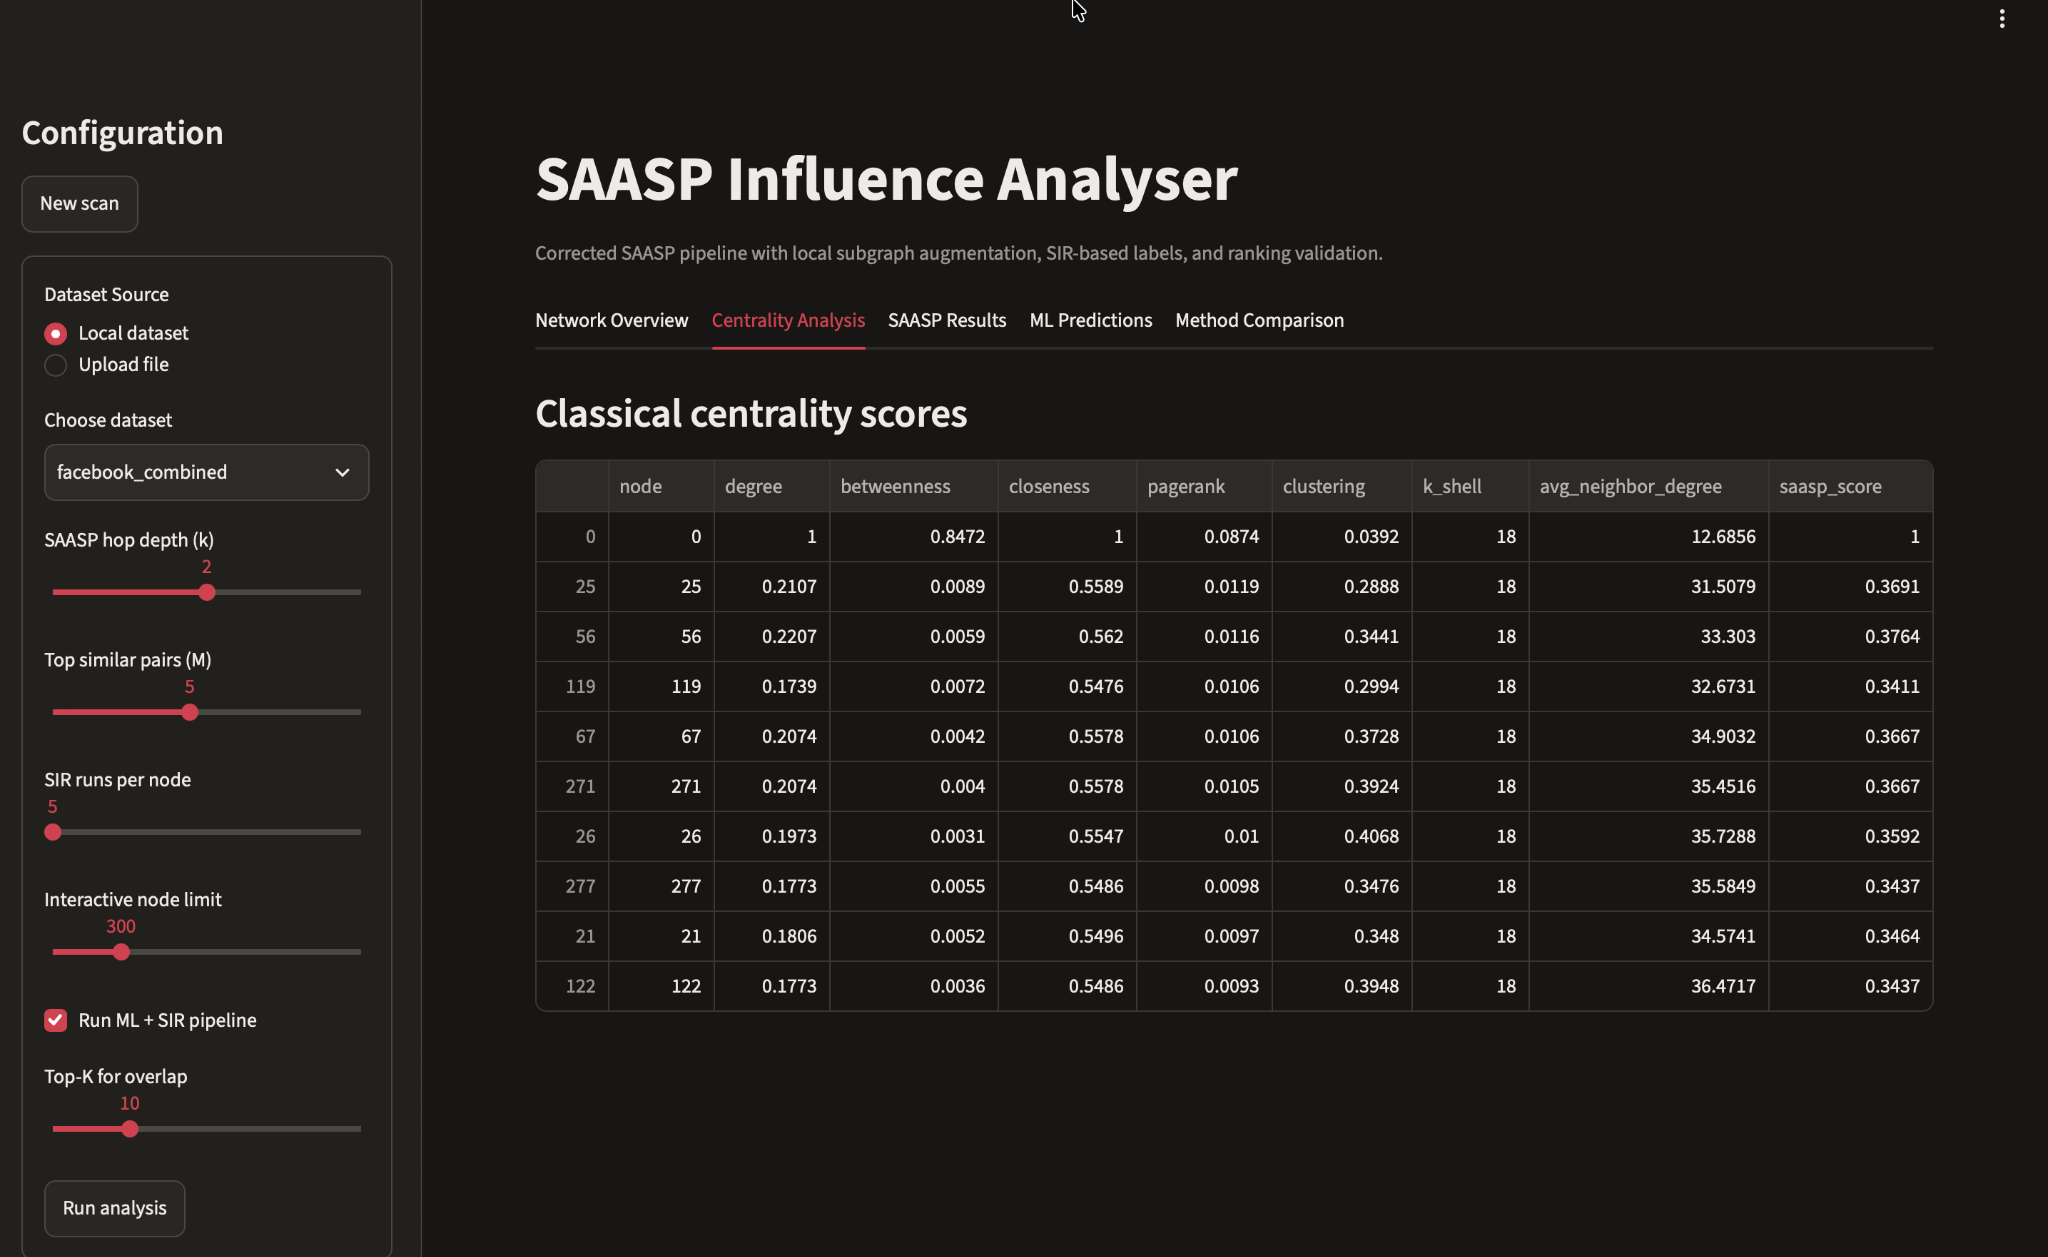 Configuration
New scan
Dataset Source
Local dataset
Upload file
Choose dataset
facebook_combined
SAASP hop depth (k)
2
Top similar pairs (M)
5
SIR runs per node
5
Interactive node limit
300
Run ML + SIR pipeline
Top-K for overlap
10
Run analysis
SAASP Influence Analyser
Corrected SAASP pipeline with local subgraph augmentation, SIR-based labels, and ranking validation.
Network Overview Centrality Analysis SAASP Results ML Predictions Method Comparison
Classical centrality scores
node degree betweenness closeness pagerank clustering k_shell avg_neighbor_degree saasp_score
0 0 1 0.8472 1 0.0874 0.0392 18 12.6856 1
25 25 0.2107 0.0089 0.5589 0.0119 0.2888 18 31.5079 0.3691
56 56 0.2207 0.0059 0.562 0.0116 0.3441 18 33.303 0.3764
119 119 0.1739 0.0072 0.5476 0.0106 0.2994 18 32.6731 0.3411
67 67 0.2074 0.0042 0.5578 0.0106 0.3728 18 34.9032 0.3667
271 271 0.2074 0.004 0.5578 0.0105 0.3924 18 35.4516 0.3667
26 26 0.1973 0.0031 0.5547 0.01 0.4068 18 35.7288 0.3592
277 277 0.1773 0.0055 0.5486 0.0098 0.3476 18 35.5849 0.3437
21 21 0.1806 0.0052 0.5496 0.0097 0.348 18 34.5741 0.3464
122 122 0.1773 0.0036 0.5486 0.0093 0.3948 18 36.4717 0.3437